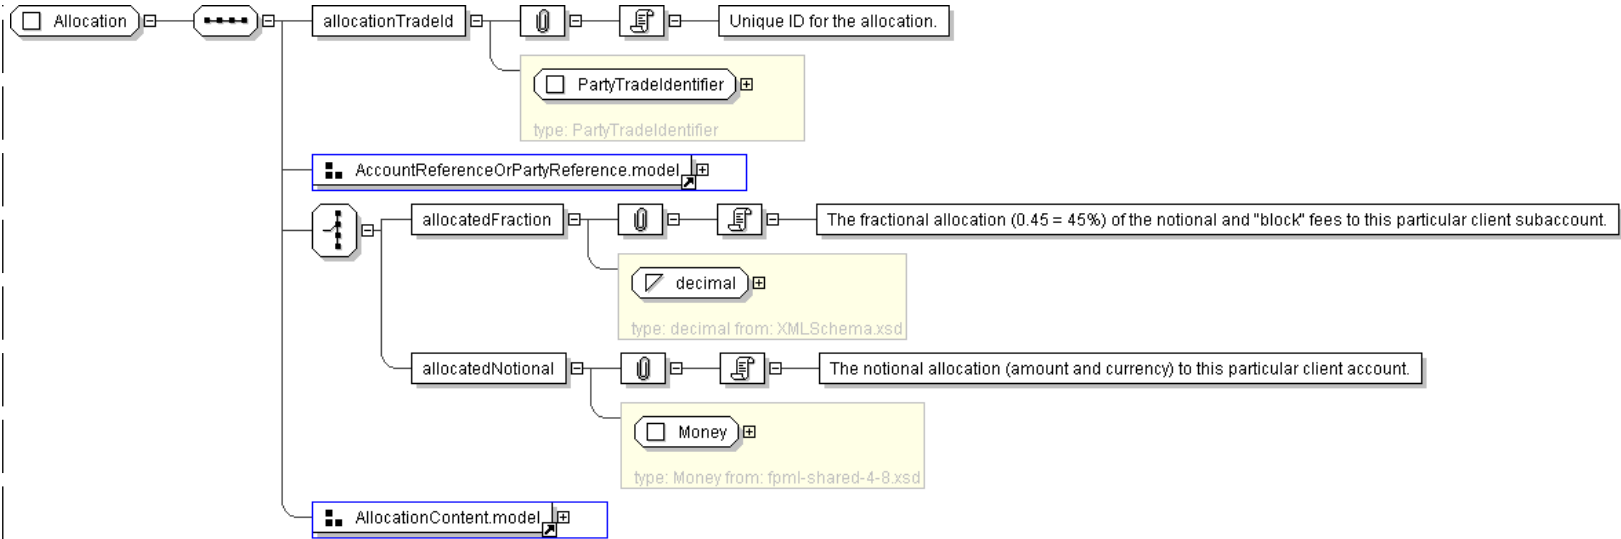 Allocation
allocationTradeId
Unique ID for the allocation.
PartyTradeIdentifier
type: PartyTradeIdentifier
AccountReferenceOrPartyReference.model
allocatedFraction
The fractional allocation (0.45 = 45%) of the notional and "block" fees to this particular client subaccount.
decimal
type: decimal from: XMLSchema.xsd
allocatedNotional
The notional allocation (amount and currency) to this particular client account.
Money
type: Money from: fpml-shared-4-8.xsd
AllocationContent.model